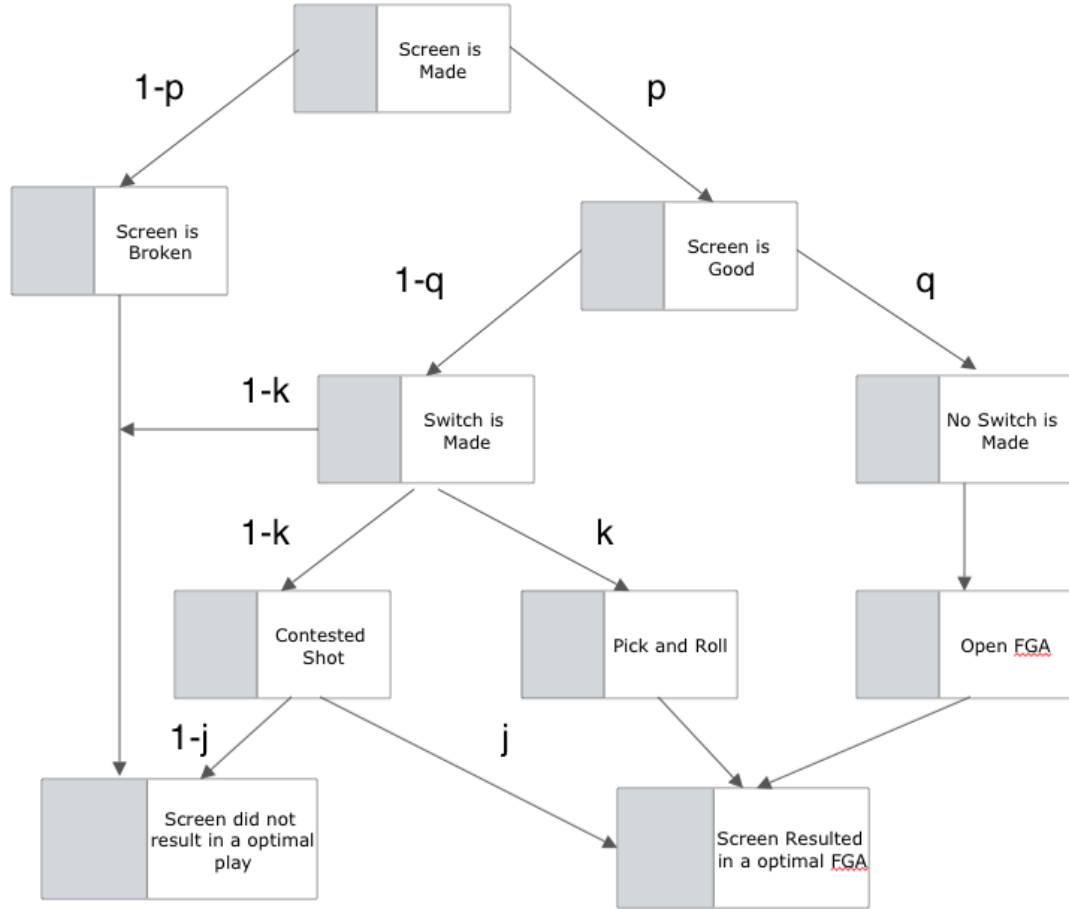 Screen is
Made
1-p
p
Screen is
Broken
Screen is
Good
1-q
q
1-k
Switch is
Made
No Switch is
Made
1-k
k
Contested
Shot
Pick and Roll
Open FGA
1-j
j
Screen did not
result in a optimal
play
Screen Resulted
in a optimal FGA